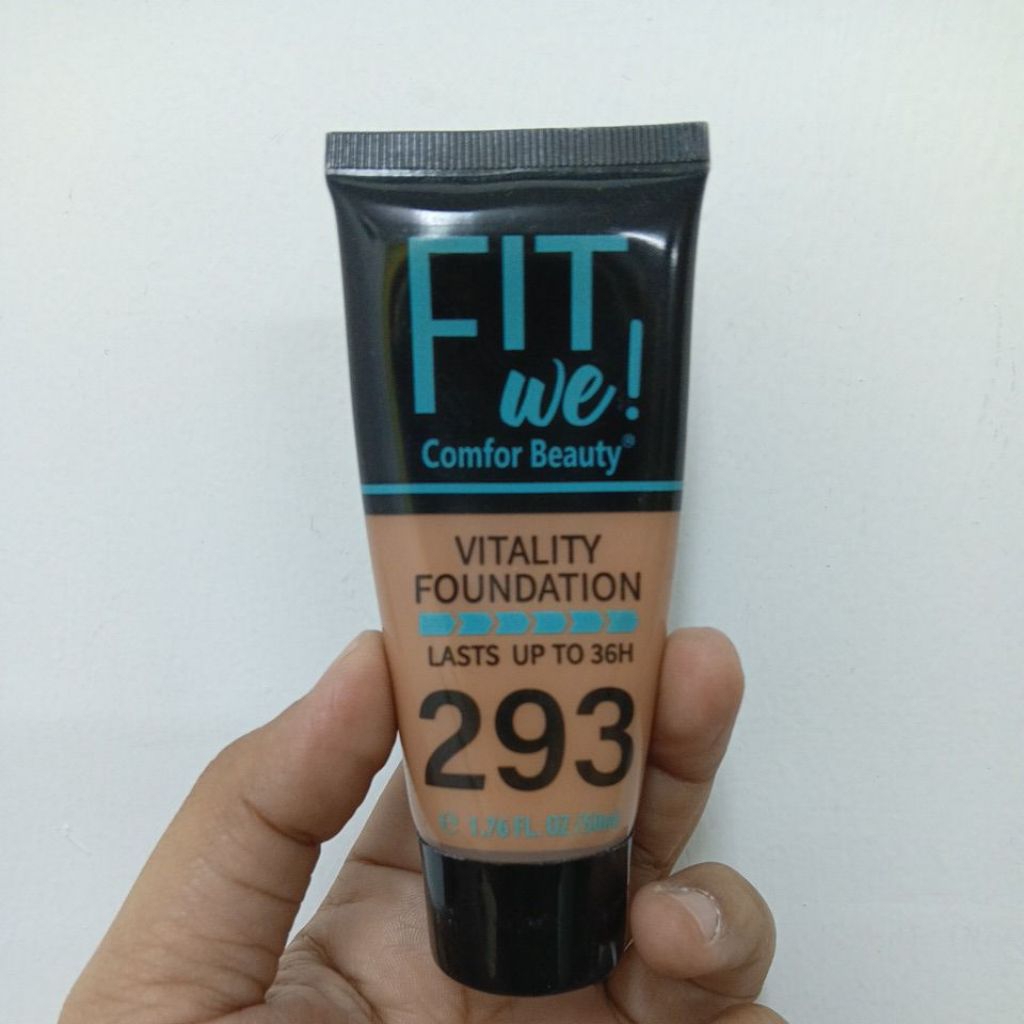 FIT
we!
Comfor Beauty®
VITALITY
FOUNDATION
LASTS UP TO 36H
293
1.76 FL. OZ (50ml)